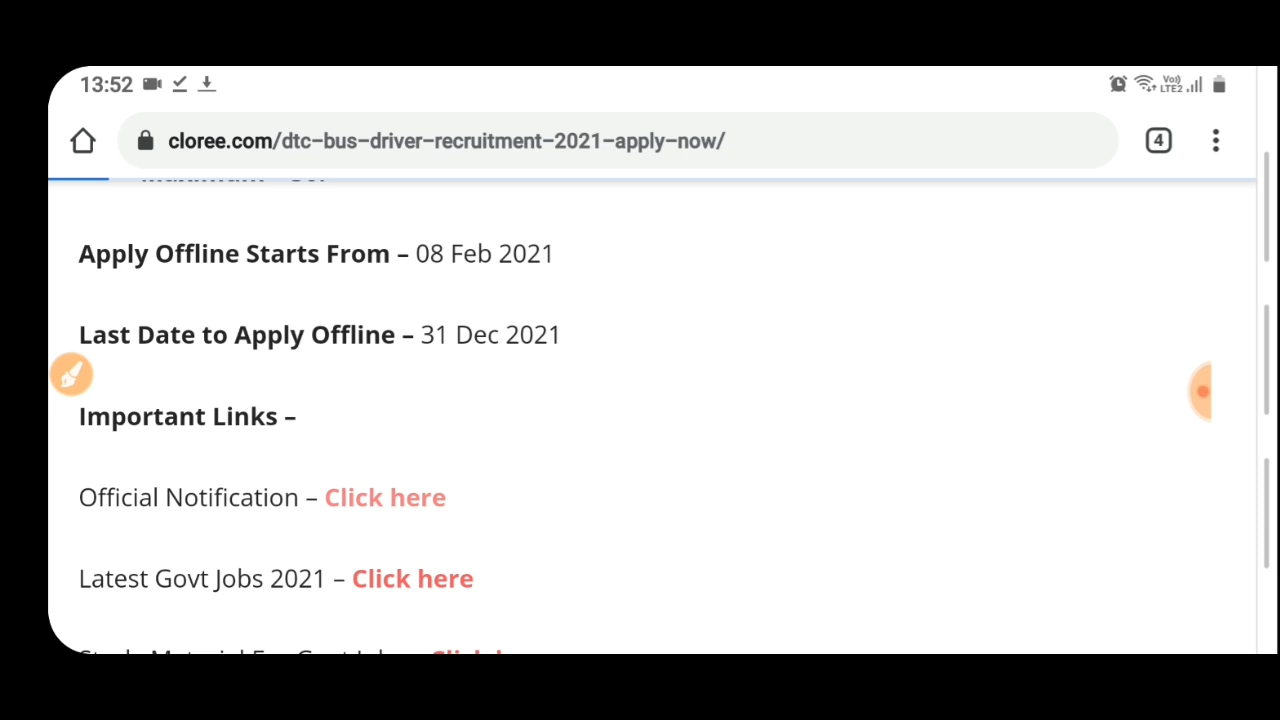 13:52
Vo) LTE2
cloree.com/dtc-bus-driver-recruitment-2021-apply-now/
4
Apply Offline Starts From – 08 Feb 2021
Last Date to Apply Offline – 31 Dec 2021
Important Links –
Official Notification – Click here
Latest Govt Jobs 2021 – Click here